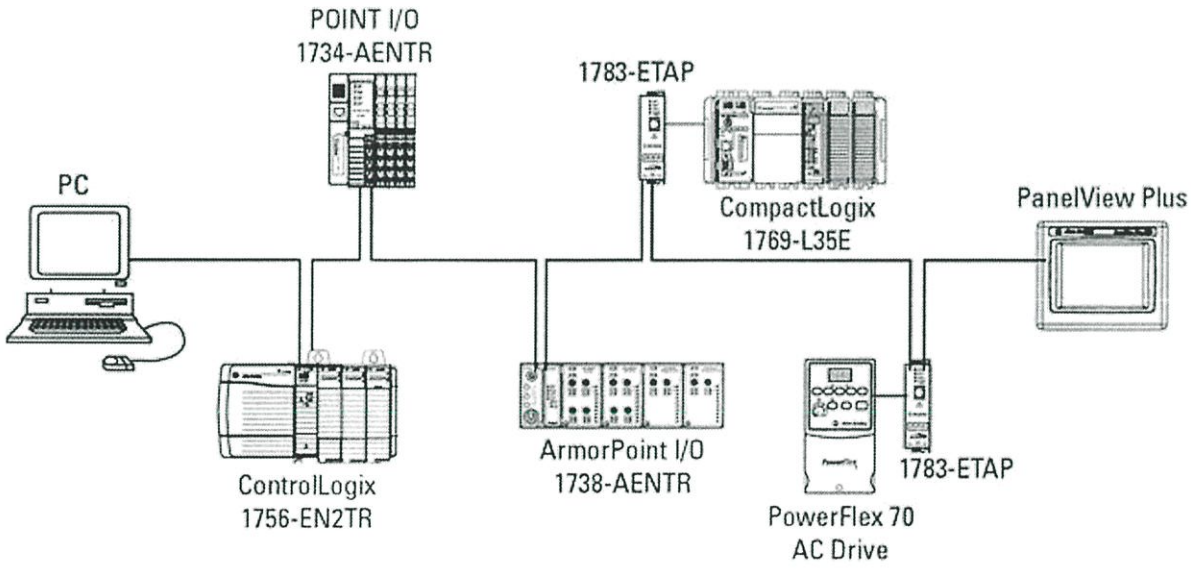 POINT I/O
1734-AENTR
1783-ETAP
PC
CompactLogix
1769-L35E
PanelView Plus
ControlLogix
1756-EN2TR
ArmorPoint I/O
1738-AENTR
PowerFlex
1783-ETAP
PowerFlex 70
AC Drive